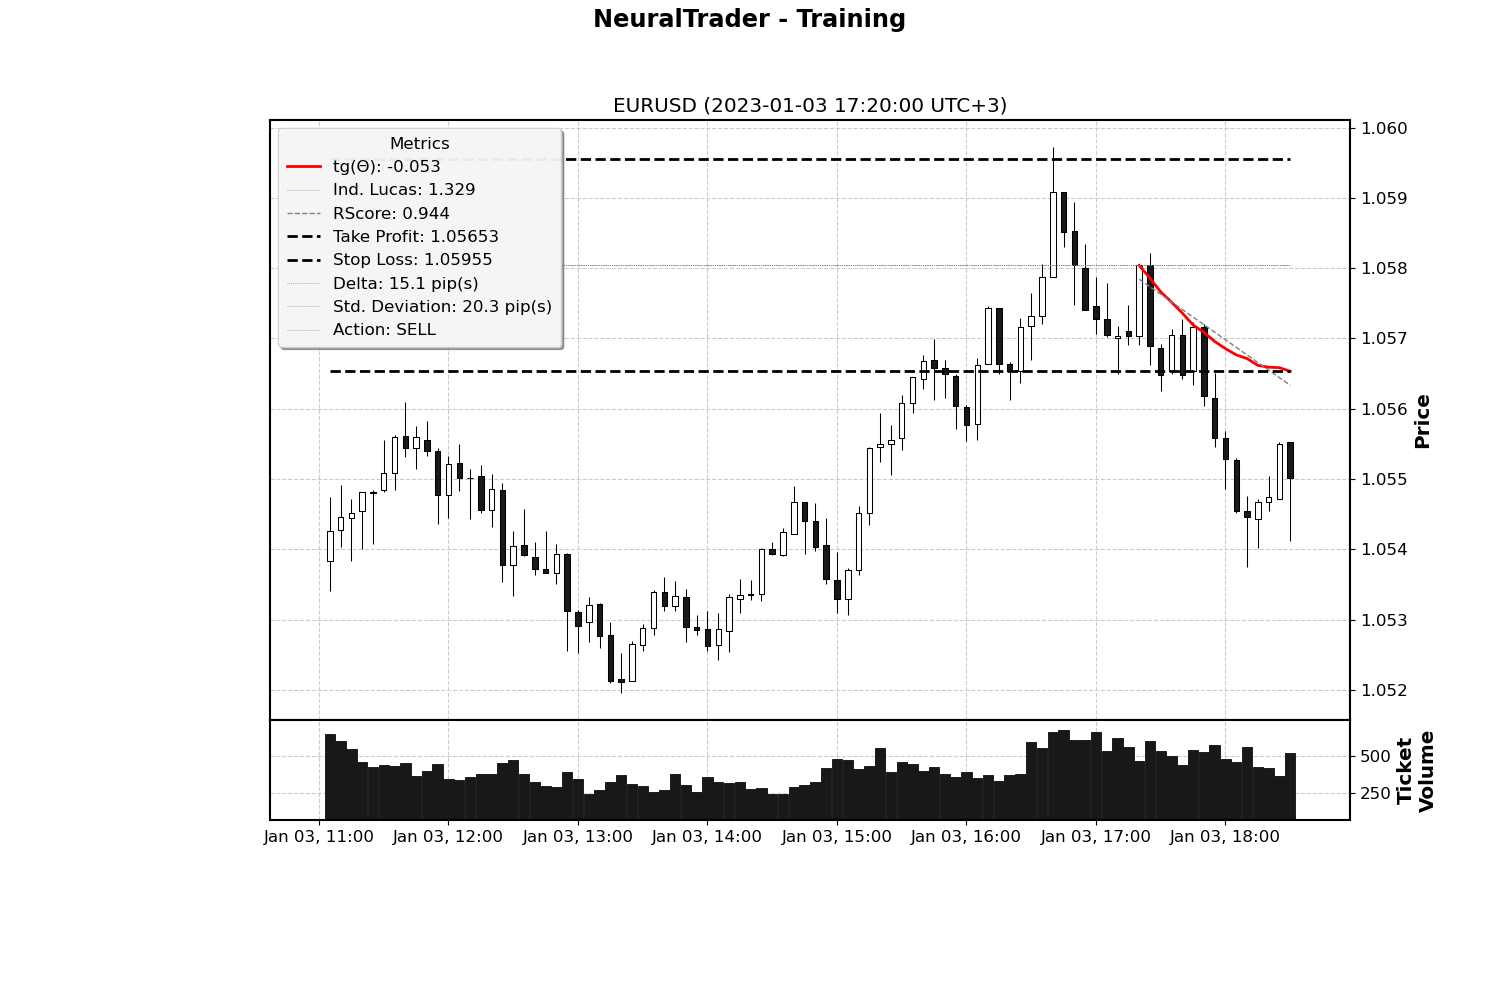 NeuralTrader - Training
EURUSD (2023-01-03 17:20:00 UTC+3)
Metrics
tg(Θ): -0.053
Ind. Lucas: 1.329
RScore: 0.944
Take Profit: 1.05653
Stop Loss: 1.05955
Delta: 15.1 pip(s)
Std. Deviation: 20.3 pip(s)
Action: SELL
1.060
1.059
1.058
1.057
1.056
1.055
1.054
1.053
1.052
Price
500
250
Ticket
Volume
Jan 03, 11:00
Jan 03, 12:00
Jan 03, 13:00
Jan 03, 14:00
Jan 03, 15:00
Jan 03, 16:00
Jan 03, 17:00
Jan 03, 18:00